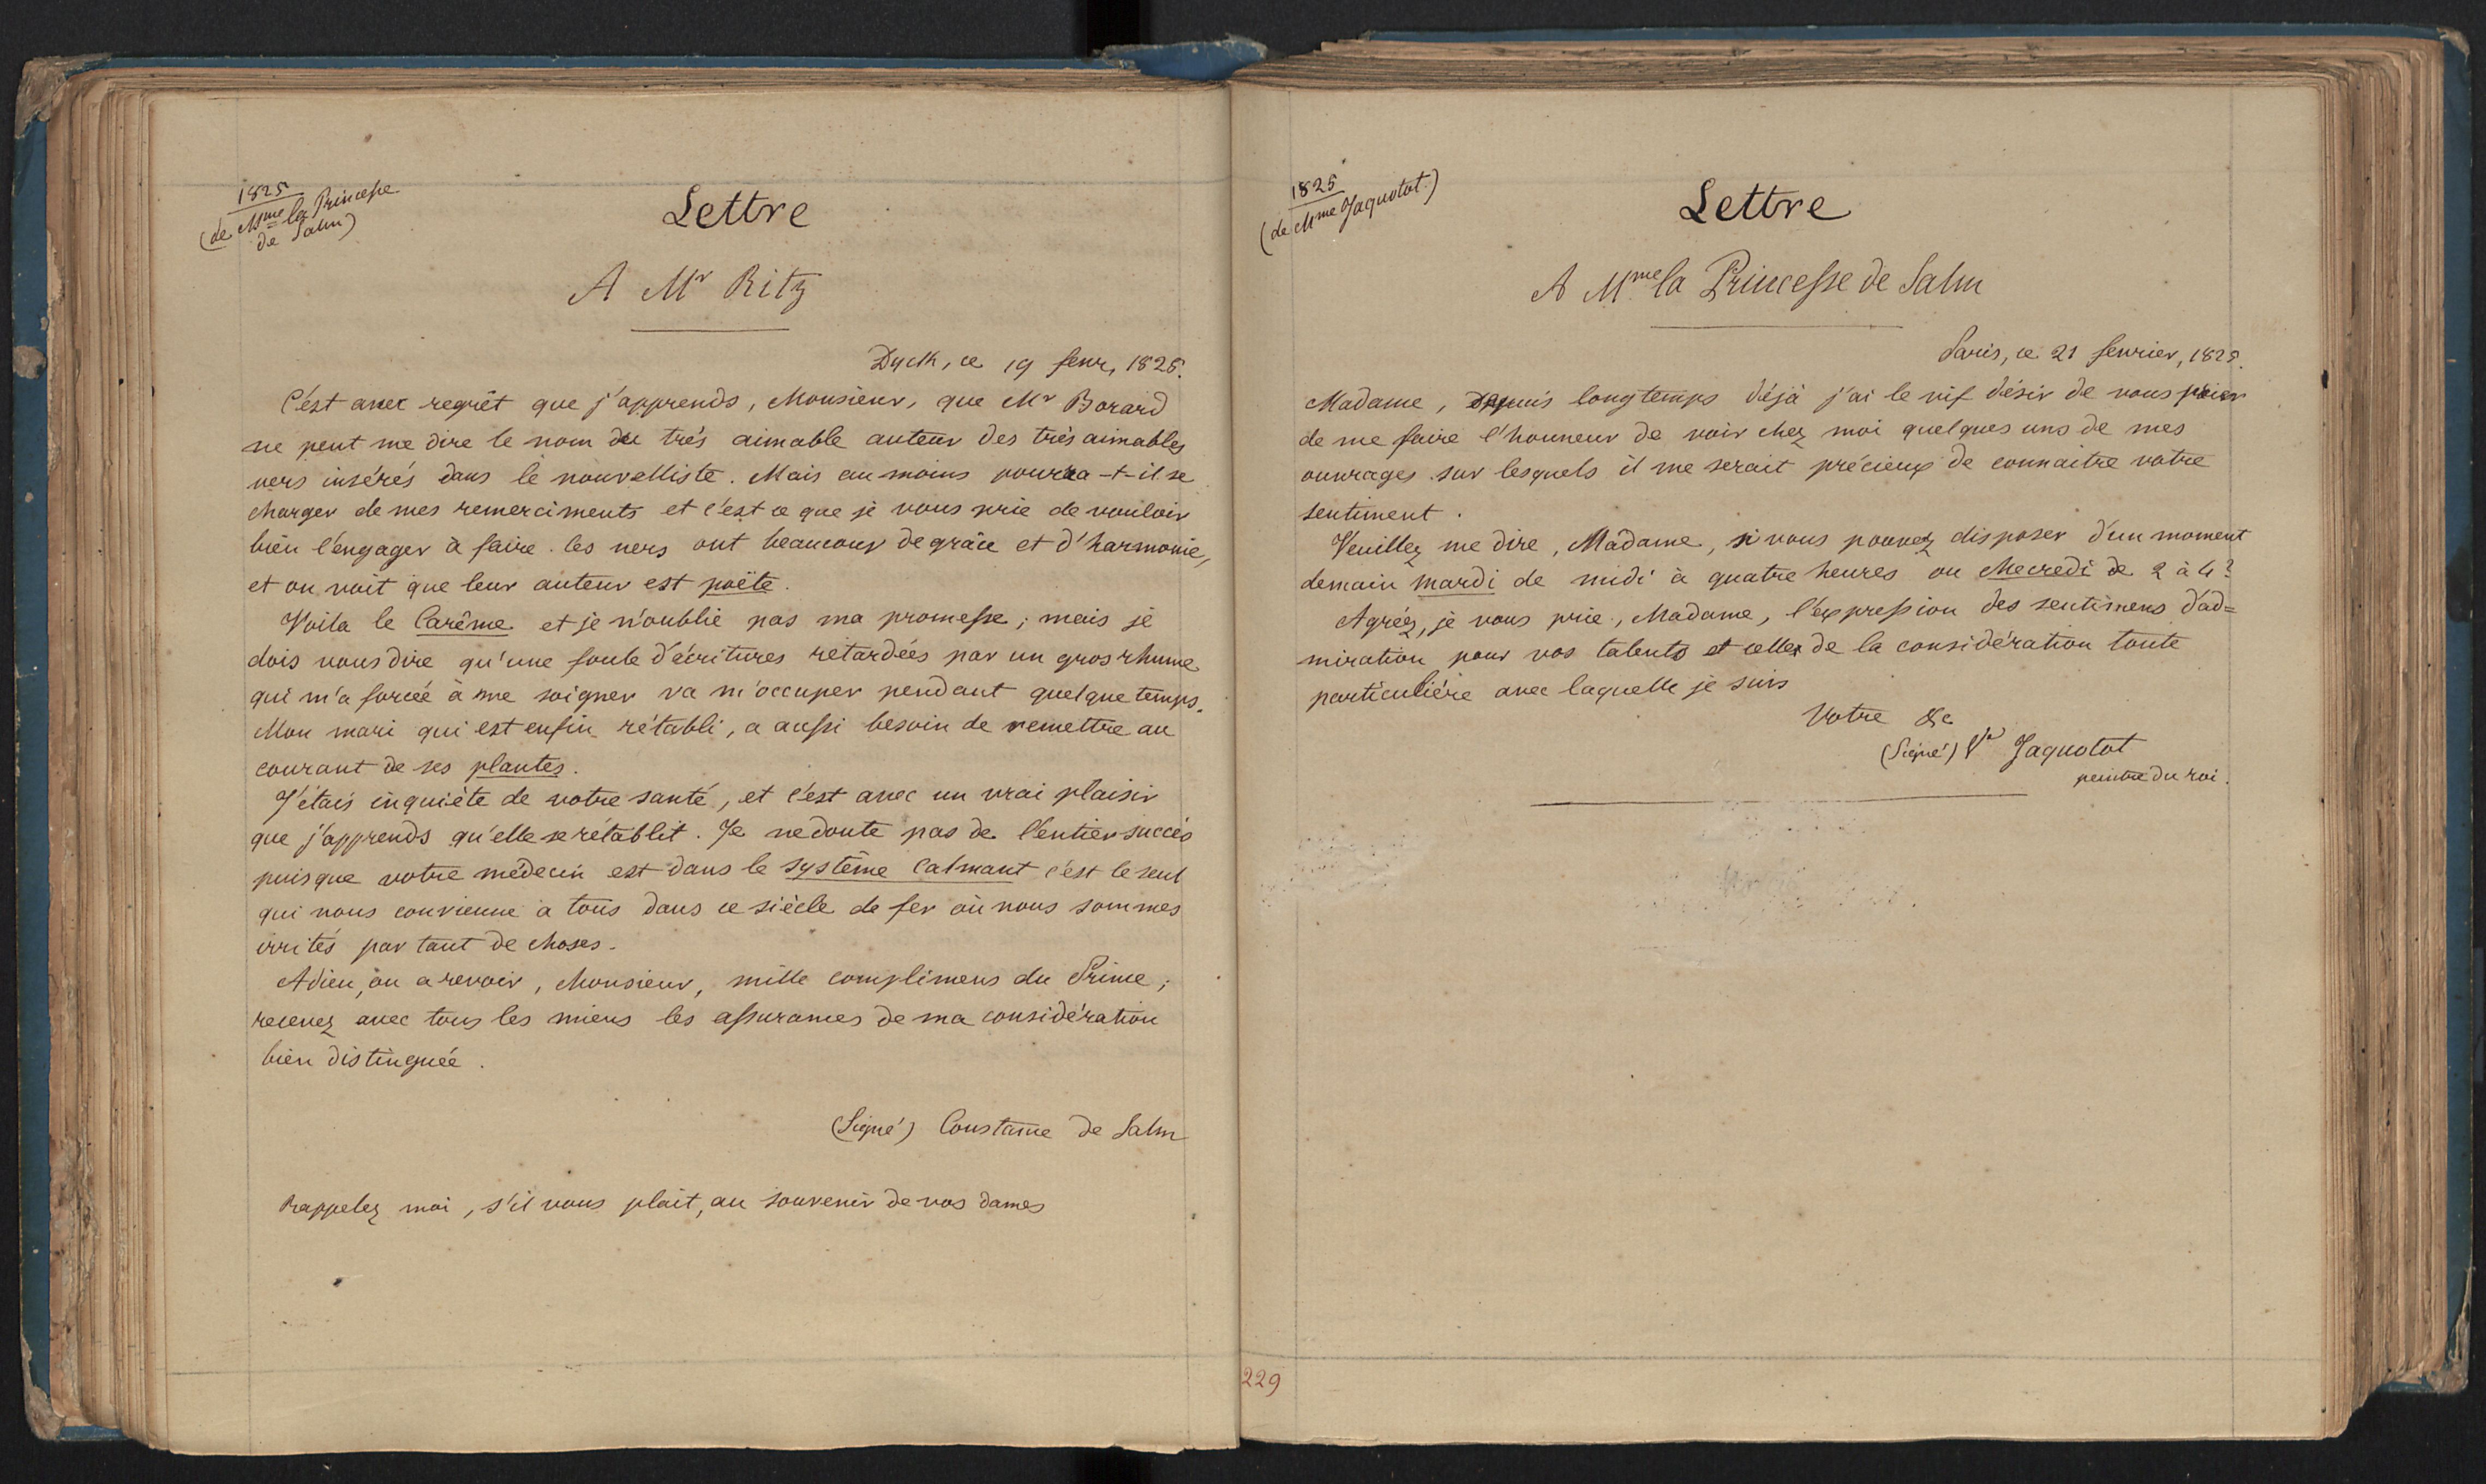 1825
(de Mme la Princesse
de Salm)
Lettre
A Mr Ritz
Dyck, ce 19 fevr, 1825.
C'est avec regrêt que j'apprends, Monsieur, que Mr Borard
ne peut me dire le nom du très aimable auteur des très aimables
vers insérés dans le nouvelliste. Mais au moins pourra-t-il se
charger de mes remerciments et c'est ce que je vous prie de vouloir
bien l'engager à faire. les vers ont beaucoup de grâce et d'harmonie,
et on voit que leur auteur est poëte.
Voila le Carême et je n'oublie pas ma promesse; mais je
dois vous dire qu'une foule d'écritures retardées par un gros rhume
qui m'a forcée à me soigner va m'occuper pendant quelque temps.
Mon mari qui est enfin rétabli, a aussi besoin de remettre au
courant de ses plantes.
J'étais inquiète de votre santé, et c'est avec un vrai plaisir
que j'apprends qu'elle se rétablit. Je ne doute pas de l'entier succès
puisque votre médecin est dans le système Calmant c'est le seul
qui nous convienne a tous dans ce siècle de fer où nous sommes
irrités par tant de choses.
Adieu, ou a revoir, Monsieur, mille complimens du Prince;
recevez avec tous les miens les assurances de ma considération
bien distinguée.
(Signé) Constance de Salm
Rappelez moi, s'il vous plait, au souvenir de vos dames
1825
(de Mme Jaquotot)
Lettre
A Mme la Princesse de Salm
Paris, ce 21 fevrier, 1825.
Madame, depuis longtemps déjà j'ai le vif désir de vous prier
de me faire l'honneur de voir chez moi quelques uns de mes
ouvrages sur lesquels il me serait précieux de connaitre votre
sentiment.
Veuillez me dire, Madame, si vous pouvez disposer d'un moment
demain mardi de midi à quatre heures ou Mecredi de 2 à 4?
Agréez, je vous prie, Madame, l'expression des sentimens d'ad=
miration pour vos talents et celle de la considération toute
particulière avec laquelle je suis
Votre &c
(Signé) Vre Jaquotot
peintre du roi.
229